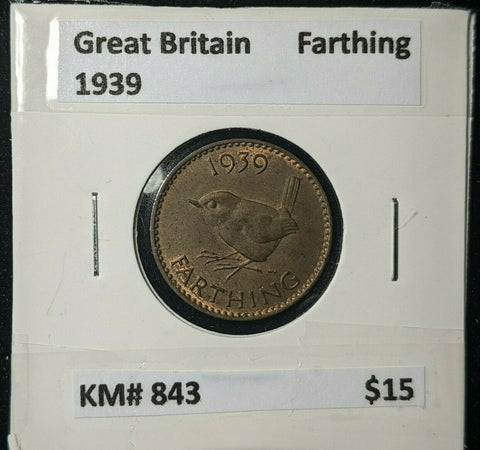 Great Britain Farthing
1939
1939
FARTHING
KM# 843 $15